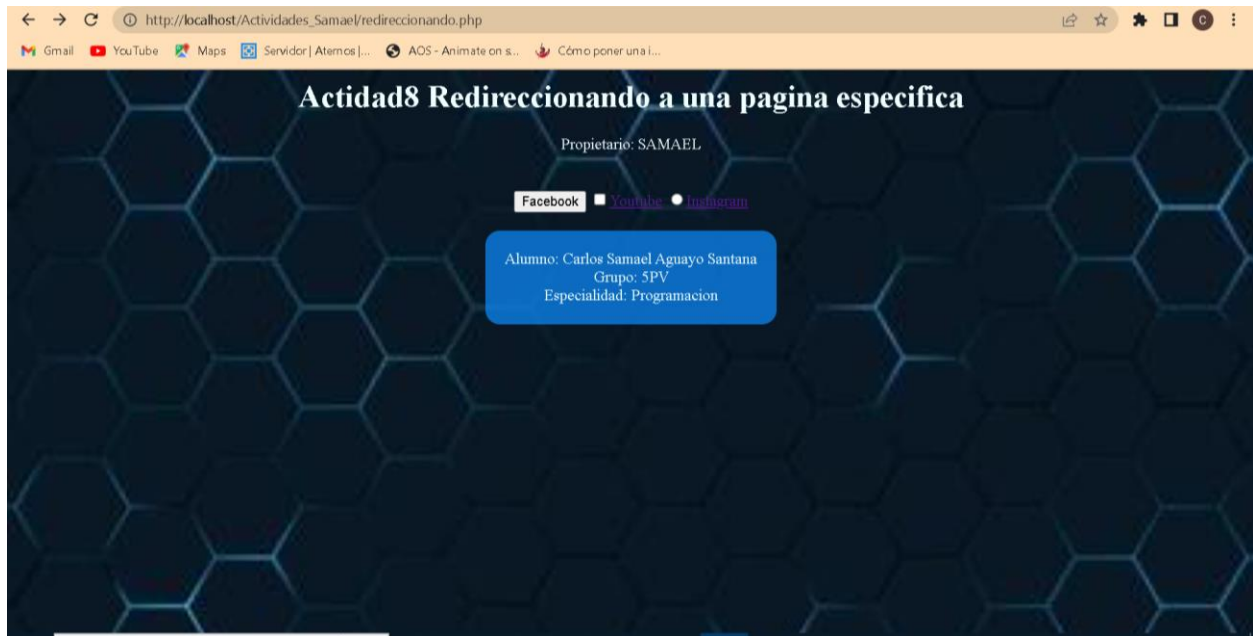 http://localhost/Actividades_Samael/redireccionando.php
C
Gmail YouTube Maps Servidor | Aternos |... AOS - Animate on s... Cómo poner una i...
Actidad8 Redireccionando a una pagina especifica
Propietario: SAMAEL
Facebook Youtube Instagram
Alumno: Carlos Samael Aguayo Santana
Grupo: 5PV
Especialidad: Programacion